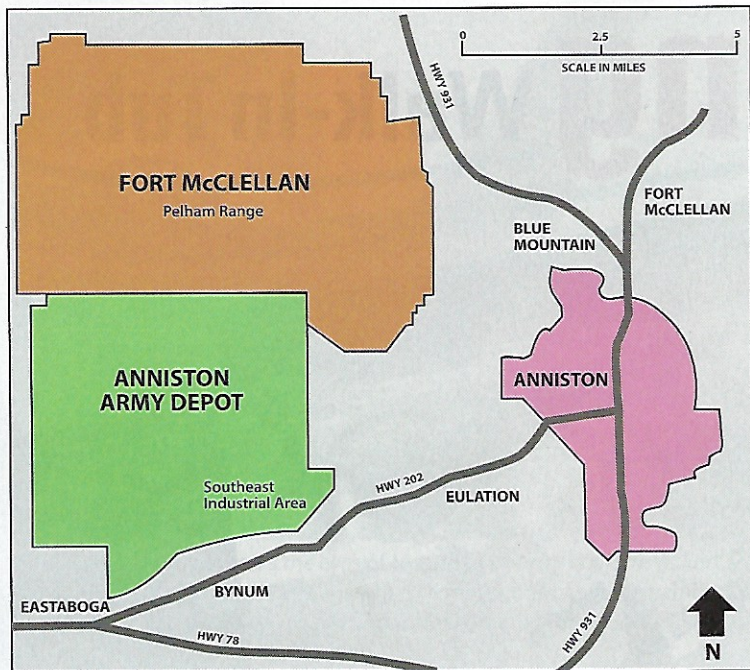 0 2.5 5
SCALE IN MILES
HWY 931
FORT McCLELLAN
Pelham Range
FORT
McCLELLAN
BLUE
MOUNTAIN
ANNISTON
ARMY DEPOT
ANNISTON
Southeast
Industrial Area
HWY 202
EULATION
BYNUM
EASTABOGA
HWY 78
HWY 931
N